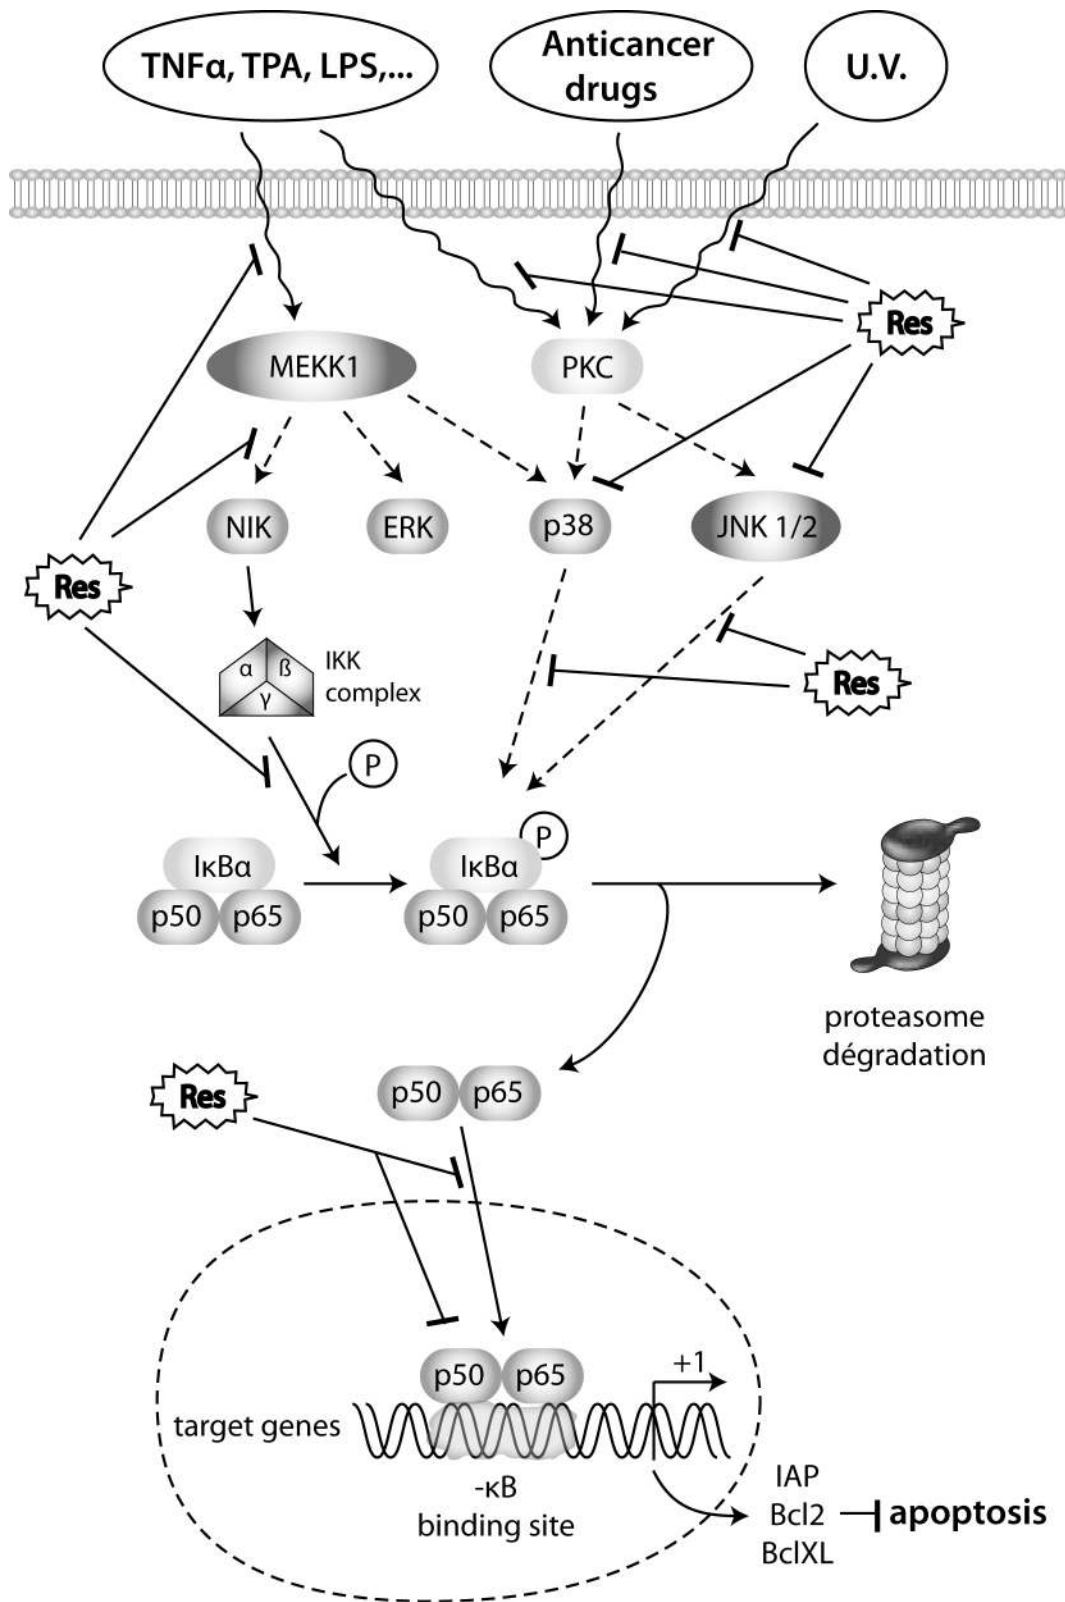 TNFα, TPA, LPS,...
Anticancer
drugs
U.V.
Res
MEKK1
PKC
NIK
ERK
p38
JNK 1/2
Res
α
ß
γ
IKK
complex
Res
P
P
IκBα
p50
p65
IκBα
p50
p65
proteasome
dégradation
Res
p50
p65
p50
p65
+1
target genes
-κB
binding site
IAP
Bcl2
BclXL
apoptosis